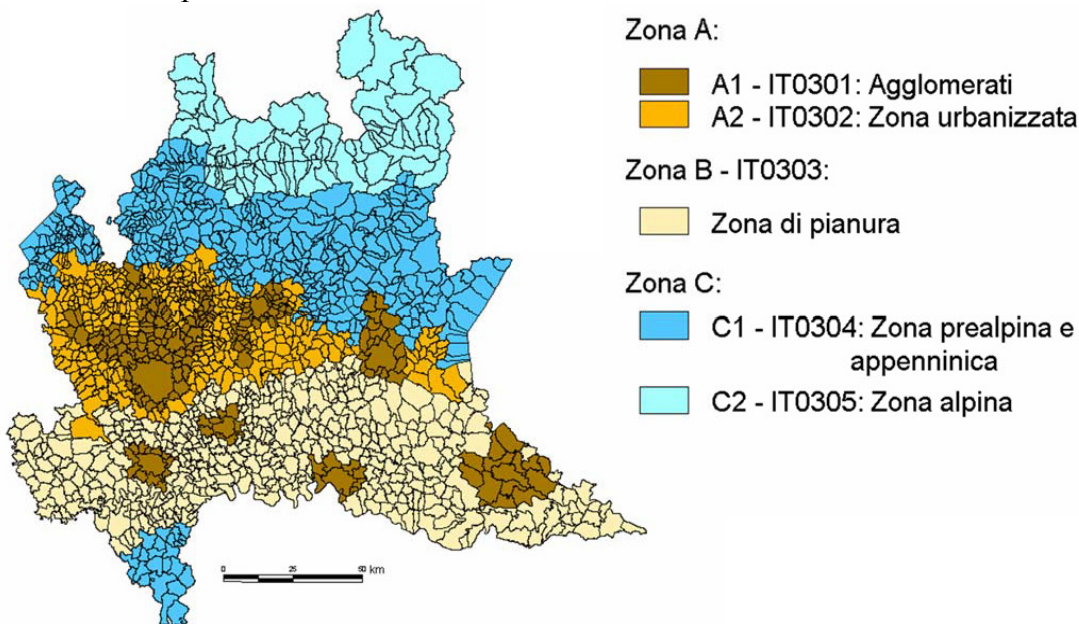 Zona A:
A1 - IT0301: Agglomerati
A2 - IT0302: Zona urbanizzata
Zona B - IT0303:
Zona di pianura
Zona C:
C1 - IT0304: Zona prealpina e
appenninica
C2 - IT0305: Zona alpina
0 25 50 km